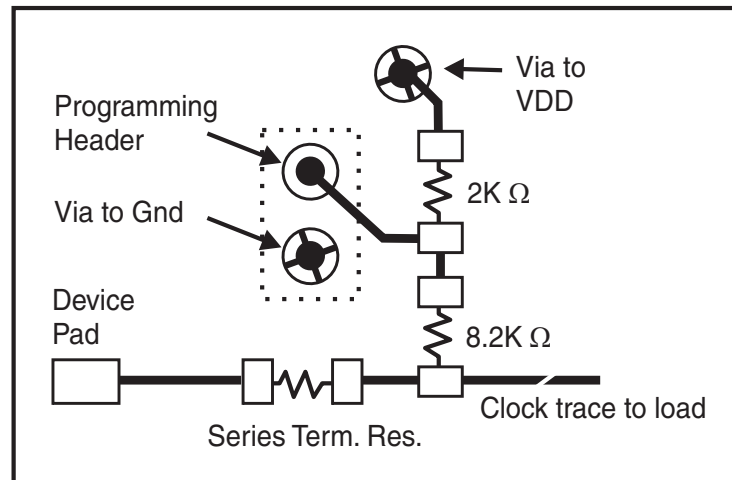 Via to
VDD
Programming
Header
2K Ω
Via to Gnd
Device
Pad
8.2K Ω
Clock trace to load
Series Term. Res.